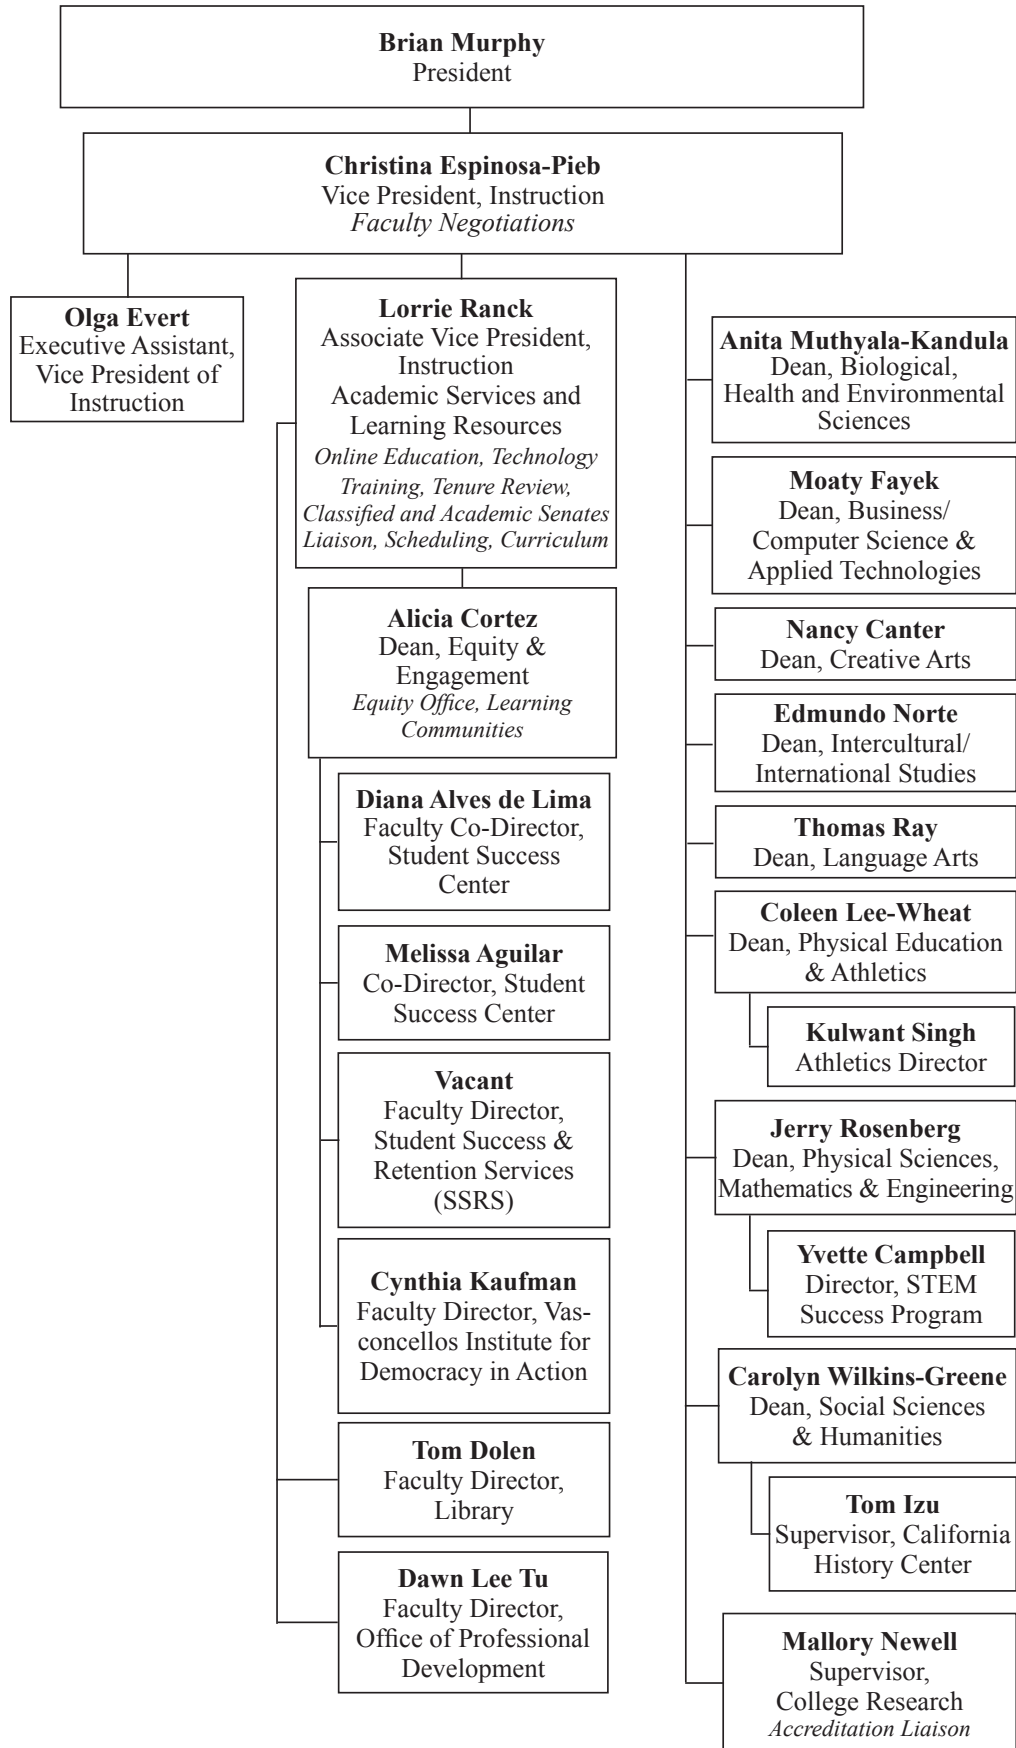 Brian Murphy
President
Christina Espinosa-Pieb
Vice President, Instruction
Faculty Negotiations
Olga Evert
Executive Assistant,
Vice President of
Instruction
Lorrie Ranck
Associate Vice President,
Instruction
Academic Services and
Learning Resources
Online Education, Technology
Training, Tenure Review,
Classified and Academic Senates
Liaison, Scheduling, Curriculum
Alicia Cortez
Dean, Equity &
Engagement
Equity Office, Learning
Communities
Diana Alves de Lima
Faculty Co-Director,
Student Success
Center
Melissa Aguilar
Co-Director, Student
Success Center
Vacant
Faculty Director,
Student Success &
Retention Services
(SSRS)
Cynthia Kaufman
Faculty Director, Vas-
concellos Institute for
Democracy in Action
Tom Dolen
Faculty Director,
Library
Dawn Lee Tu
Faculty Director,
Office of Professional
Development
Anita Muthyala-Kandula
Dean, Biological,
Health and Environmental
Sciences
Moaty Fayek
Dean, Business/
Computer Science &
Applied Technologies
Nancy Canter
Dean, Creative Arts
Edmundo Norte
Dean, Intercultural/
International Studies
Thomas Ray
Dean, Language Arts
Coleen Lee-Wheat
Dean, Physical Education
& Athletics
Kulwant Singh
Athletics Director
Jerry Rosenberg
Dean, Physical Sciences,
Mathematics & Engineering
Yvette Campbell
Director, STEM
Success Program
Carolyn Wilkins-Greene
Dean, Social Sciences
& Humanities
Tom Izu
Supervisor, California
History Center
Mallory Newell
Supervisor,
College Research
Accreditation Liaison